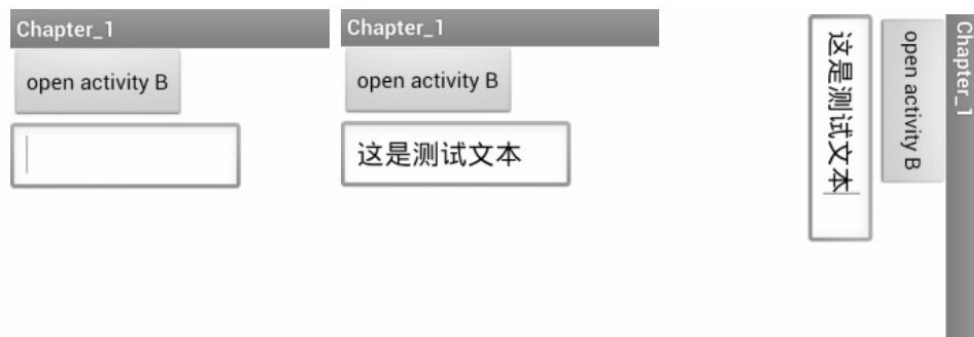 Chapter_1
open activity B
Chapter_1
open activity B
这是测试文本
Chapter_1
open activity B
这是测试文本